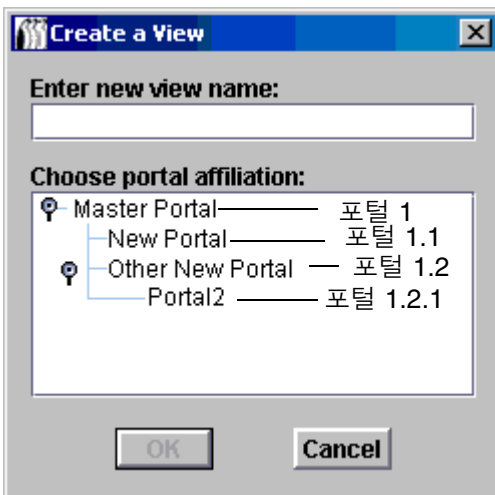 Create a View
Enter new view name:
Choose portal affiliation:
Master Portal 포털 1
New Portal 포털 1.1
Other New Portal 포털 1.2
Portal2 포털 1.2.1
OK Cancel